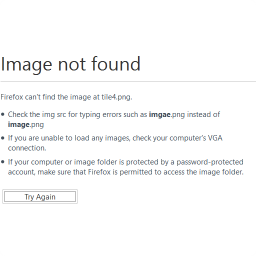 Image not found
Firefox can't find the image at tile4.png.
Check the img src for typing errors such as imgae.png instead of
image.png
If you are unable to load any images, check your computer's VGA
connection.
If your computer or image folder is protected by a password-protected
account, make sure that Firefox is permitted to access the image folder.
Try Again